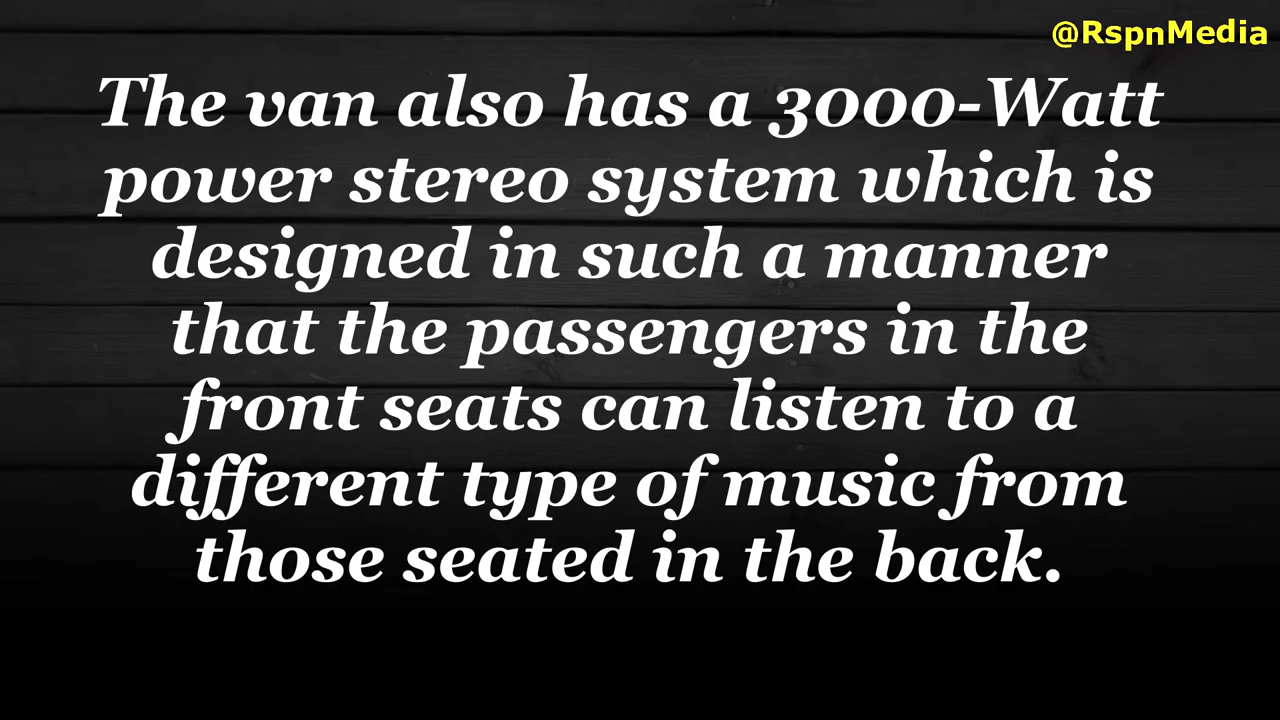 @RspnMedia
The van also has a 3000-Watt
power stereo system which is
designed in such a manner
that the passengers in the
front seats can listen to a
different type of music from
those seated in the back.